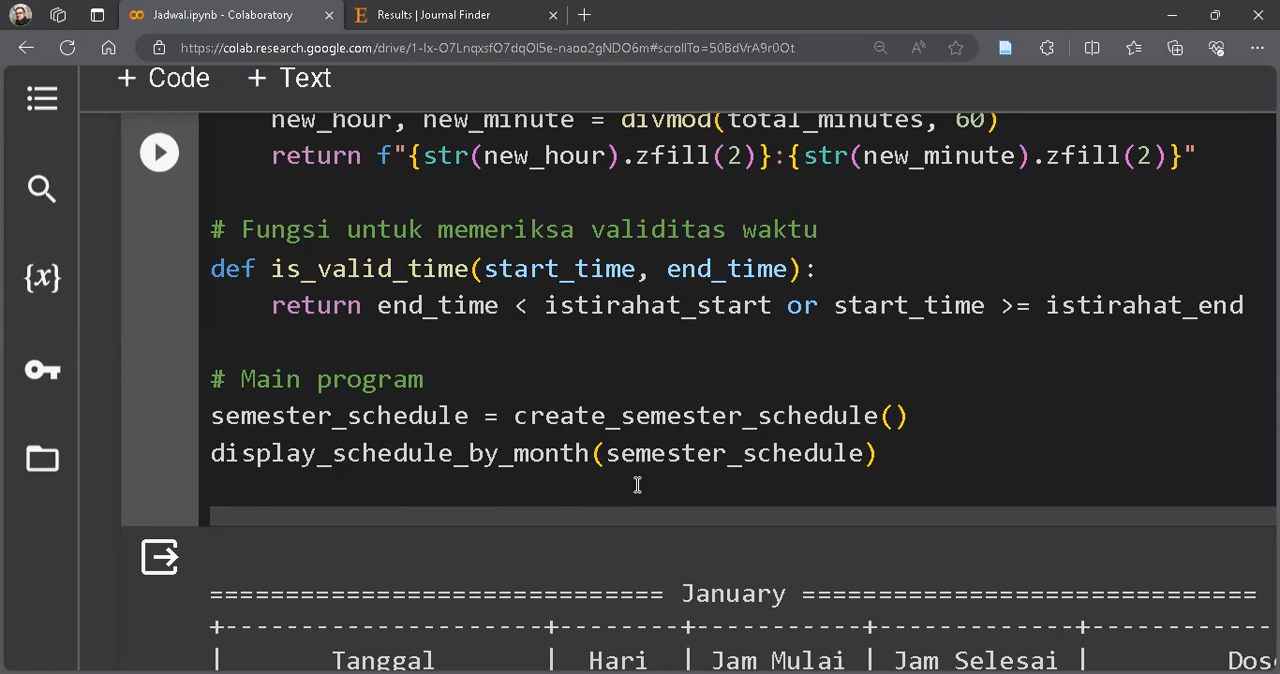 Jadwal.ipynb - Colaboratory
Results | Journal Finder
https://colab.research.google.com/drive/1-lx-O7LnqxsfO7dqOl5e-naoo2gNDO6m#scrollTo=50BdVrA9r0Ot
+ Code + Text
new_hour, new_minute = divmod(total_minutes, 60)
return f"{str(new_hour).zfill(2)}:{str(new_minute).zfill(2)}"
# Fungsi untuk memeriksa validitas waktu
def is_valid_time(start_time, end_time):
return end_time < istirahat_start or start_time >= istirahat_end
# Main program
semester_schedule = create_semester_schedule()
display_schedule_by_month(semester_schedule)
============================== January ==============================
+----------------------+--------+-----------+--------------+------------
| Tanggal | Hari | Jam Mulai | Jam Selesai |